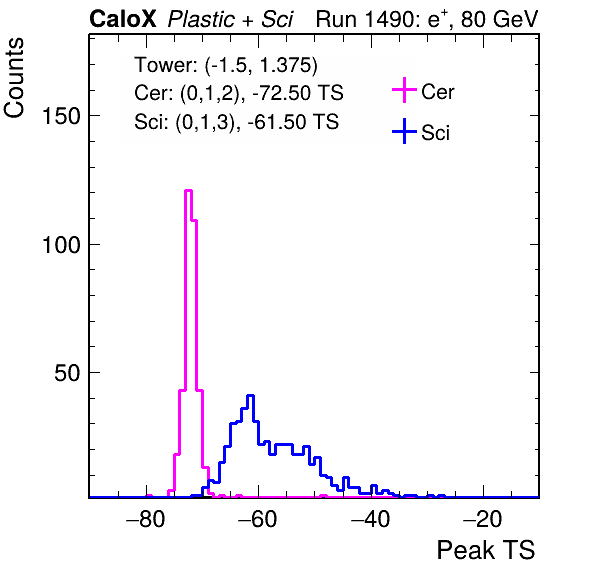 CaloX Plastic + Sci Run 1490: e⁺, 80 GeV
Counts
Tower: (-1.5, 1.375)
Cer: (0,1,2), -72.50 TS
Sci: (0,1,3), -61.50 TS
Cer
Sci
150
100
50
−80 −60 −40 −20
Peak TS